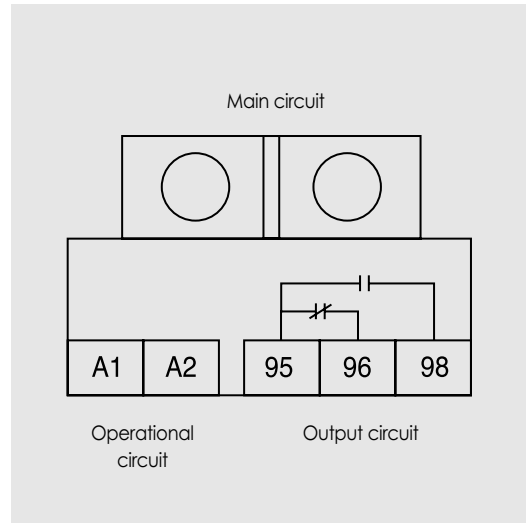 Main circuit
A1 A2 95 96 98
Operational
circuit
Output circuit